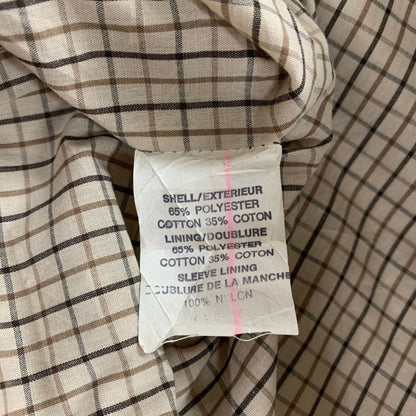 SHELL/EXTERIEUR
65% POLYESTER
COTTON 35% COTON
LINING/DOUBLURE
65% POLYESTER
COTTON 35% COTON
SLEEVE LINING
DOUBLURE DE LA MANCHE
100% NYLON